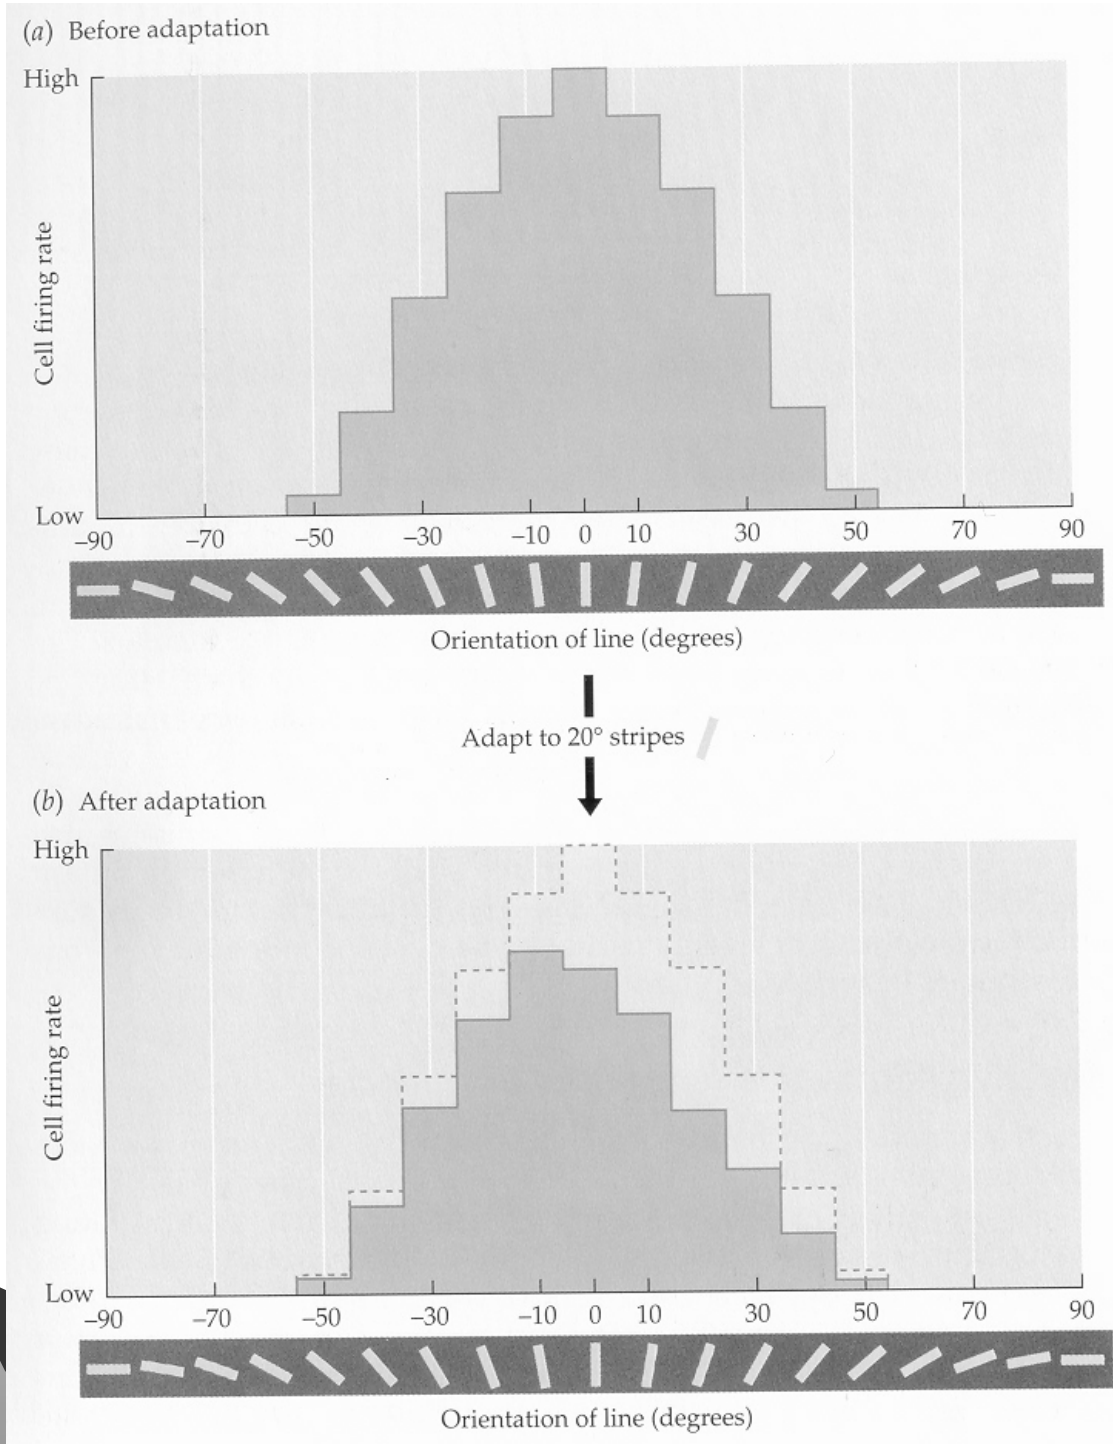 (a) Before adaptation
High
Cell firing rate
Low
–90 –70 –50 –30 –10 0 10 30 50 70 90
Orientation of line (degrees)
Adapt to 20° stripes
(b) After adaptation
High
Cell firing rate
Low
–90 –70 –50 –30 –10 0 10 30 50 70 90
Orientation of line (degrees)